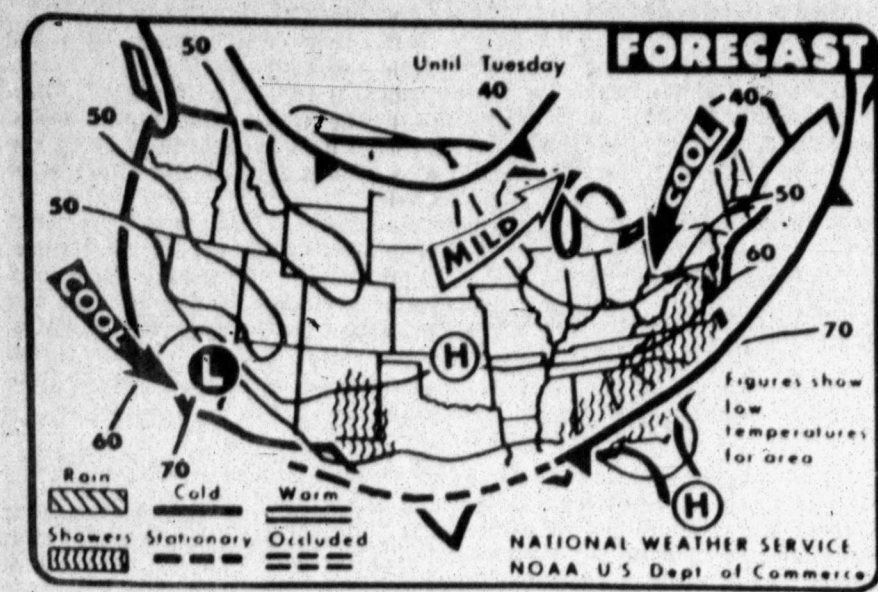 FORECAST
Until Tuesday
50
40
40
50
50
50
60
70
COOL
MILD
COOL
L
H
H
60
70
Figures show
low
temperatures
for area
Rain
Cold
Warm
Showers
Stationary
Occluded
NATIONAL WEATHER SERVICE
NOAA U S Dept of Commerce